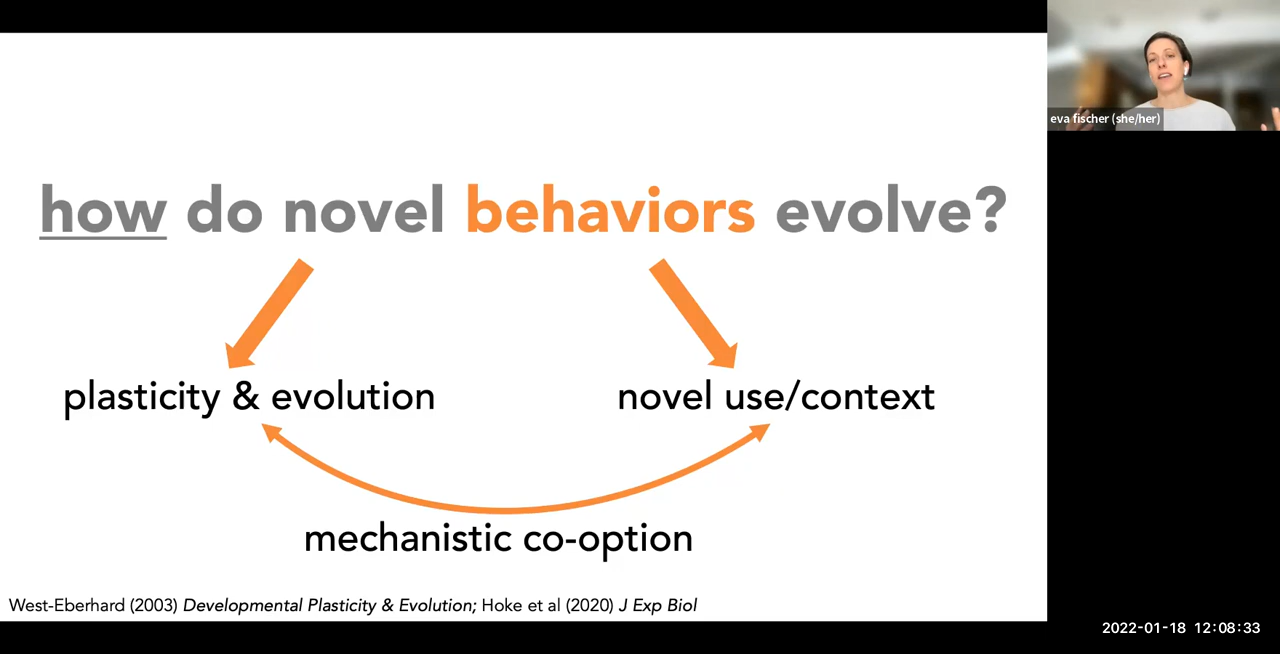 eva fischer (she/her)
how do novel behaviors evolve?
plasticity & evolution
novel use/context
mechanistic co-option
West-Eberhard (2003) Developmental Plasticity & Evolution; Hoke et al (2020) J Exp Biol
2022-01-18 12:08:33